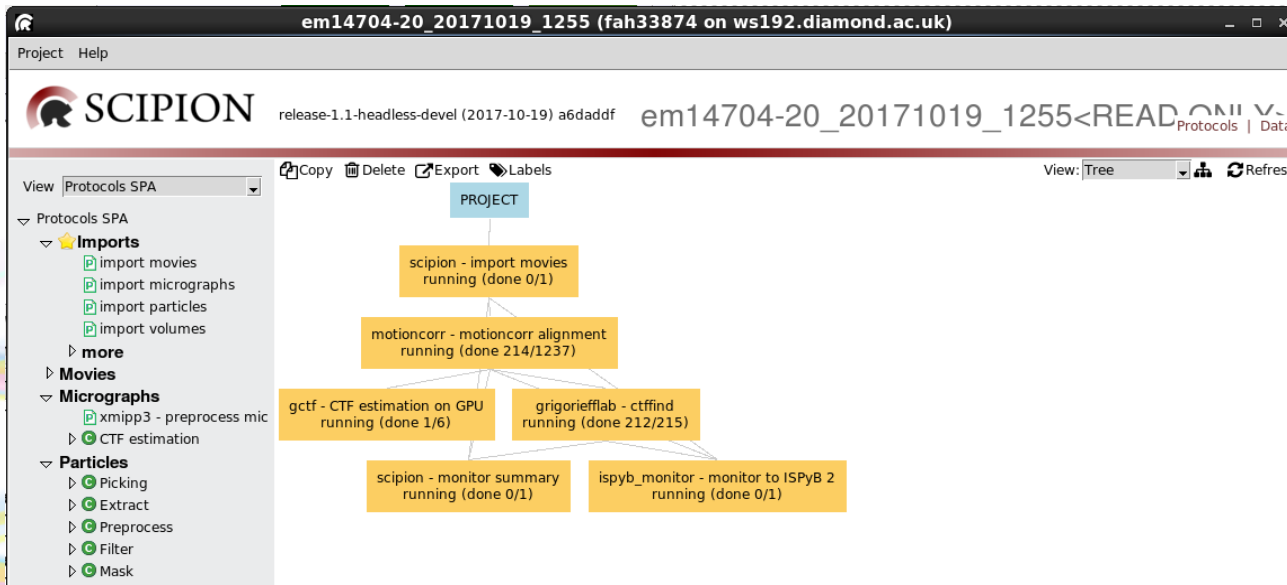 em14704-20_20171019_1255 (fah33874 on ws192.diamond.ac.uk)
Project Help
SCIPION
release-1.1-headless-devel (2017-10-19) a6daddf
em14704-20_20171019_1255<READ
Protocols | Data
Copy Delete Export Labels
View: Tree
Refres
View Protocols SPA
Protocols SPA
Imports
import movies
import micrographs
import particles
import volumes
more
Movies
Micrographs
xmipp3 - preprocess mic
CTF estimation
Particles
Picking
Extract
Preprocess
Filter
Mask
PROJECT
scipion - import movies
running (done 0/1)
motioncorr - motioncorr alignment
running (done 214/1237)
gctf - CTF estimation on GPU
running (done 1/6)
grigoriefflab - ctffind
running (done 212/215)
scipion - monitor summary
running (done 0/1)
ispyb_monitor - monitor to ISPyB 2
running (done 0/1)